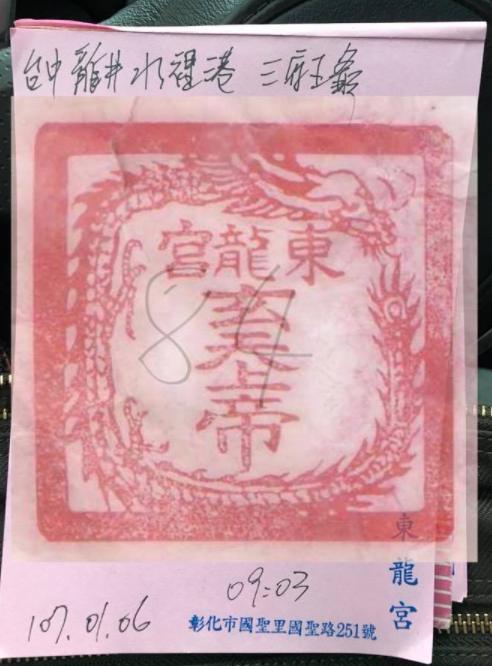 台中龍井水裡港 三府王爺
東龍宮
玄天上帝
84
東龍宮
09:03
107.01.06
彰化市國聖里國聖路251號